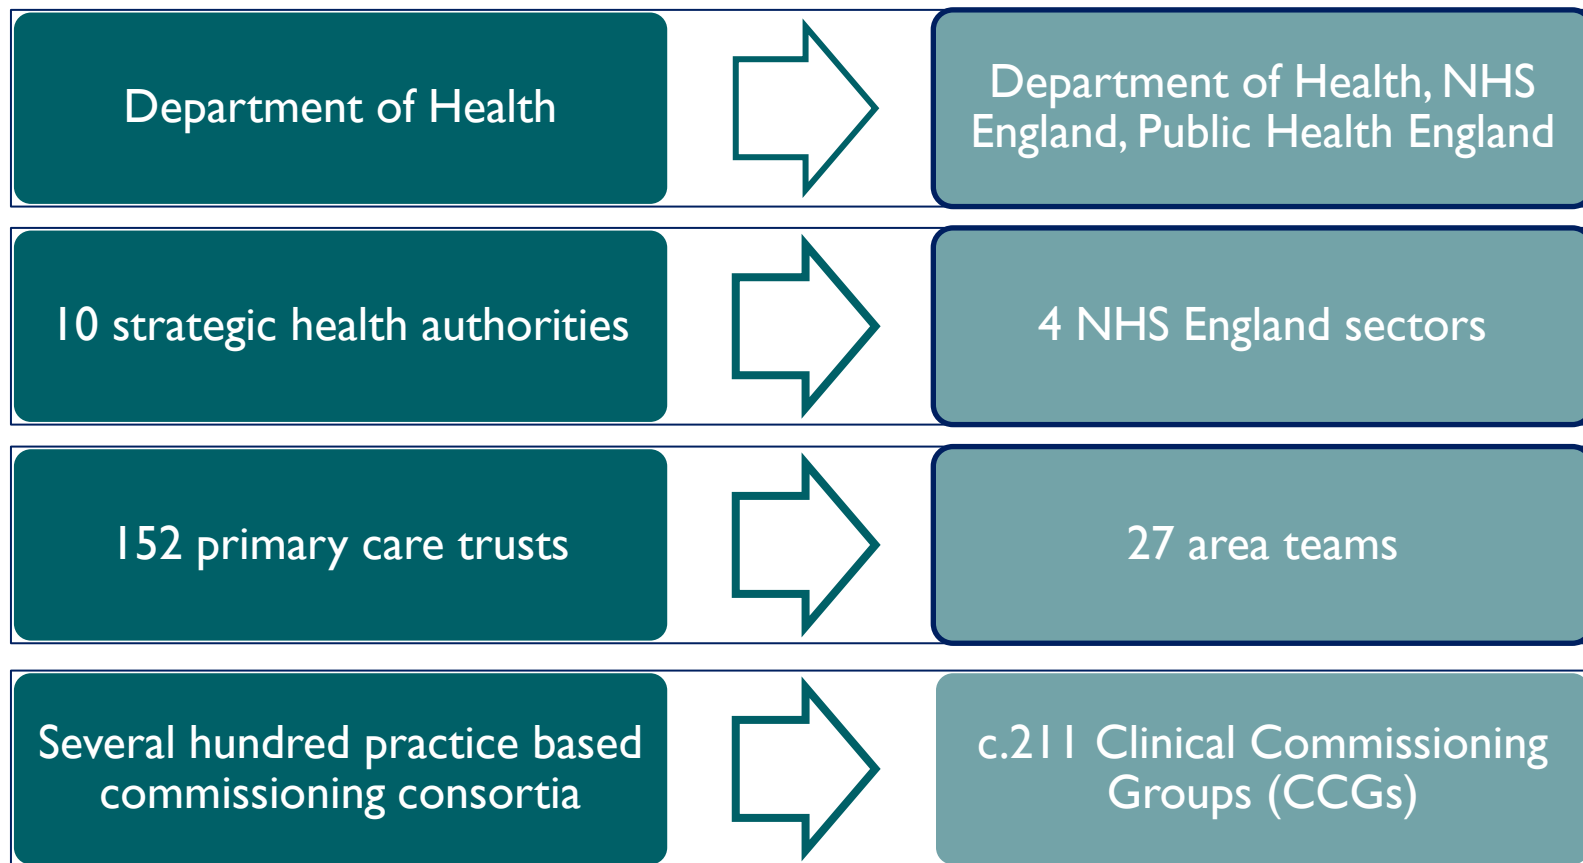 Department of Health
Department of Health, NHS
England, Public Health England
10 strategic health authorities
4 NHS England sectors
152 primary care trusts
27 area teams
Several hundred practice based
commissioning consortia
c.211 Clinical Commissioning
Groups (CCGs)